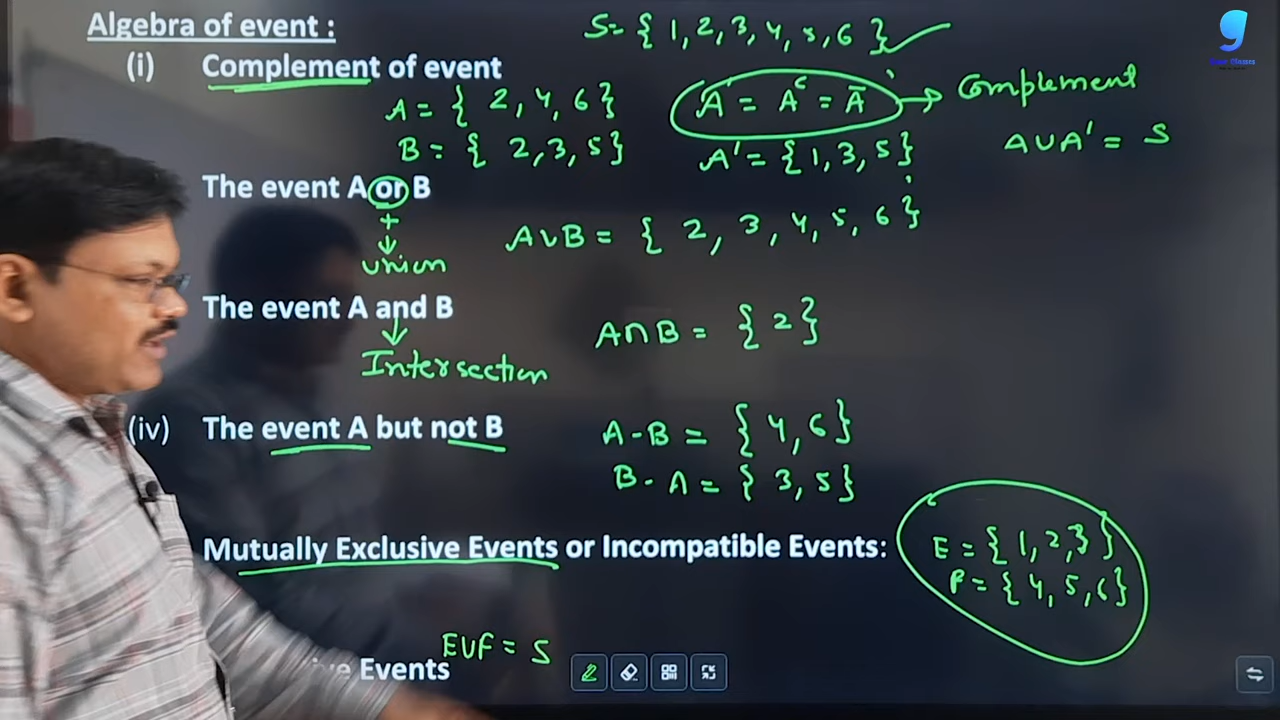 Algebra of event :
S = { 1, 2, 3, 4, 5, 6 }
(i) Complement of event
A = { 2, 4, 6 }
A' = Aᶜ = A̅ → Complement
B = { 2, 3, 5 }
A' = { 1, 3, 5 }
A∪A' = S
The event A or B
+
↓
union
A∪B = { 2, 3, 4, 5, 6 }
The event A and B
↓
Intersection
A∩B = { 2 }
(iv) The event A but not B
A - B = { 4, 6 }
B - A = { 3, 5 }
Mutually Exclusive Events or Incompatible Events:
E = { 1, 2, 3 }
F = { 4, 5, 6 }
E∪F = S
Events